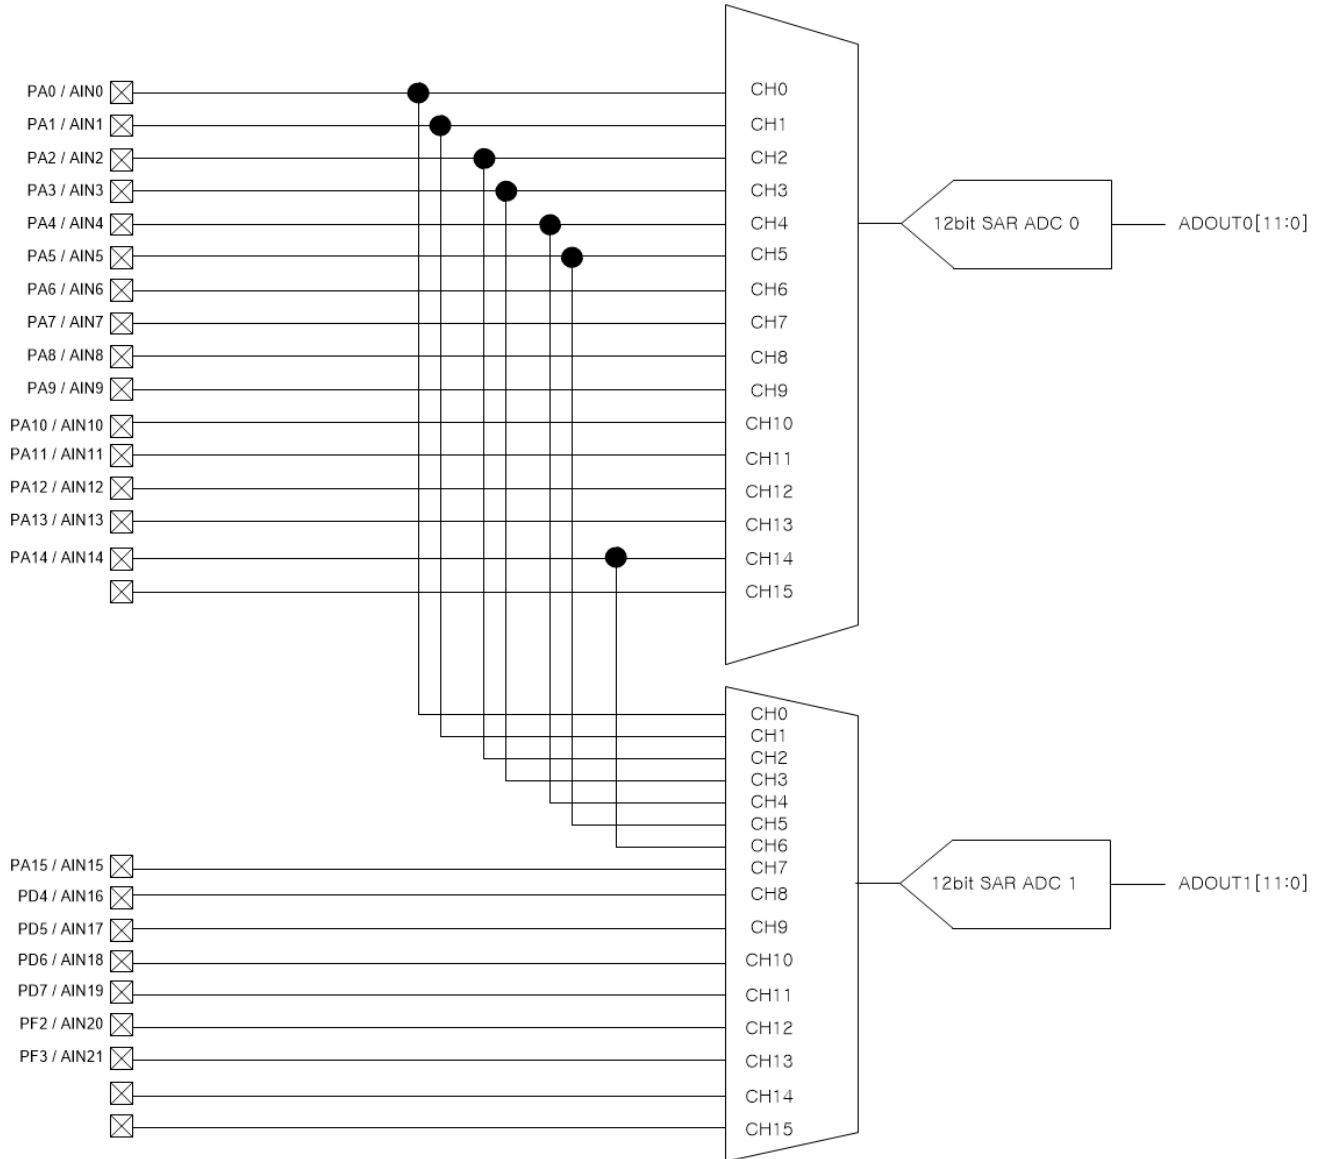 PA0 / AIN0
CH0
PA1 / AIN1
CH1
PA2 / AIN2
CH2
PA3 / AIN3
CH3
PA4 / AIN4
CH4
12bit SAR ADC 0
ADOUT0[11:0]
PA5 / AIN5
CH5
PA6 / AIN6
CH6
PA7 / AIN7
CH7
PA8 / AIN8
CH8
PA9 / AIN9
CH9
PA10 / AIN10
CH10
PA11 / AIN11
CH11
PA12 / AIN12
CH12
PA13 / AIN13
CH13
PA14 / AIN14
CH14
CH15
CH0
CH1
CH2
CH3
CH4
CH5
CH6
PA15 / AIN15
CH7
12bit SAR ADC 1
ADOUT1[11:0]
PD4 / AIN16
CH8
PD5 / AIN17
CH9
PD6 / AIN18
CH10
PD7 / AIN19
CH11
PF2 / AIN20
CH12
PF3 / AIN21
CH13
CH14
CH15